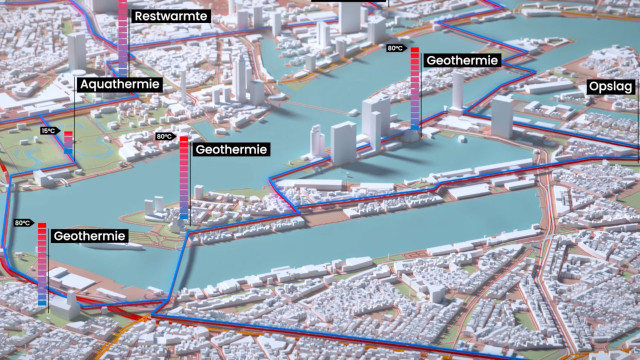 Restwarmte
80°C
Geothermie
Aquathermie
Opslag
15°C
80°C
Geothermie
80°C
Geothermie